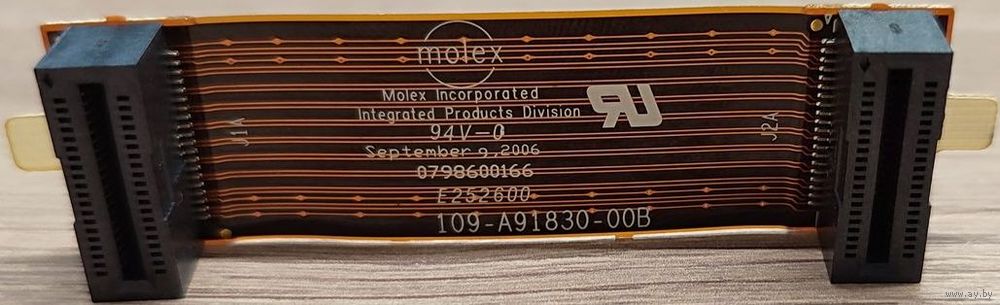 molex
Molex Incorporated
Integrated Products Division
94V-0
September 9,2006
0798600166
E252600
109-A91830-00B
J1A
J2A
www.ay.by